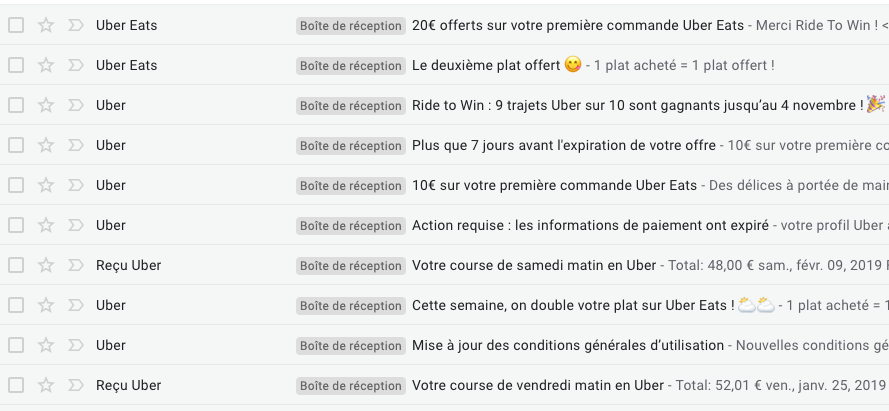 Uber Eats Boîte de réception 20€ offerts sur votre première commande Uber Eats - Merci Ride To Win ! <
Uber Eats Boîte de réception Le deuxième plat offert 😋 - 1 plat acheté = 1 plat offert !
Uber Boîte de réception Ride to Win : 9 trajets Uber sur 10 sont gagnants jusqu’au 4 novembre ! 🎉
Uber Boîte de réception Plus que 7 jours avant l'expiration de votre offre - 10€ sur votre première co
Uber Boîte de réception 10€ sur votre première commande Uber Eats - Des délices à portée de mai
Uber Boîte de réception Action requise : les informations de paiement ont expiré - votre profil Uber
Reçu Uber Boîte de réception Votre course de samedi matin en Uber - Total: 48,00 € sam., févr. 09, 2019
Uber Boîte de réception Cette semaine, on double votre plat sur Uber Eats ! 🌥️🌥️ - 1 plat acheté = 1
Uber Boîte de réception Mise à jour des conditions générales d’utilisation - Nouvelles conditions gé
Reçu Uber Boîte de réception Votre course de vendredi matin en Uber - Total: 52,01 € ven., janv. 25, 2019